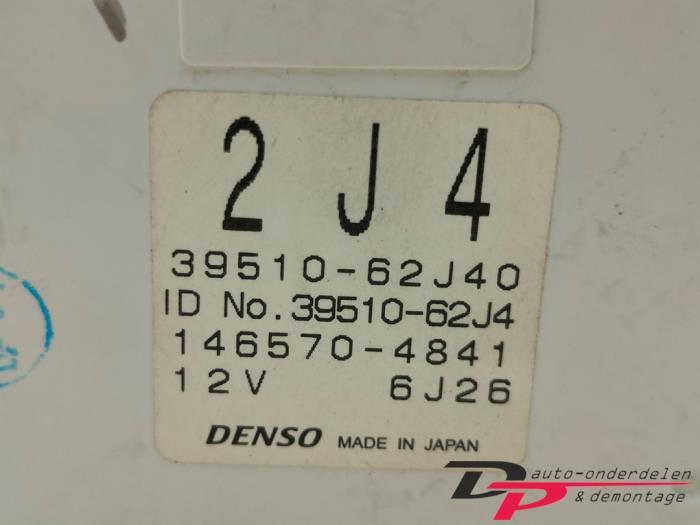 2 J 4
39510-62J40
ID No.39510-62J4
146570-4841
12V 6J26
DENSO MADE IN JAPAN
DP auto-onderdelen
& demontage